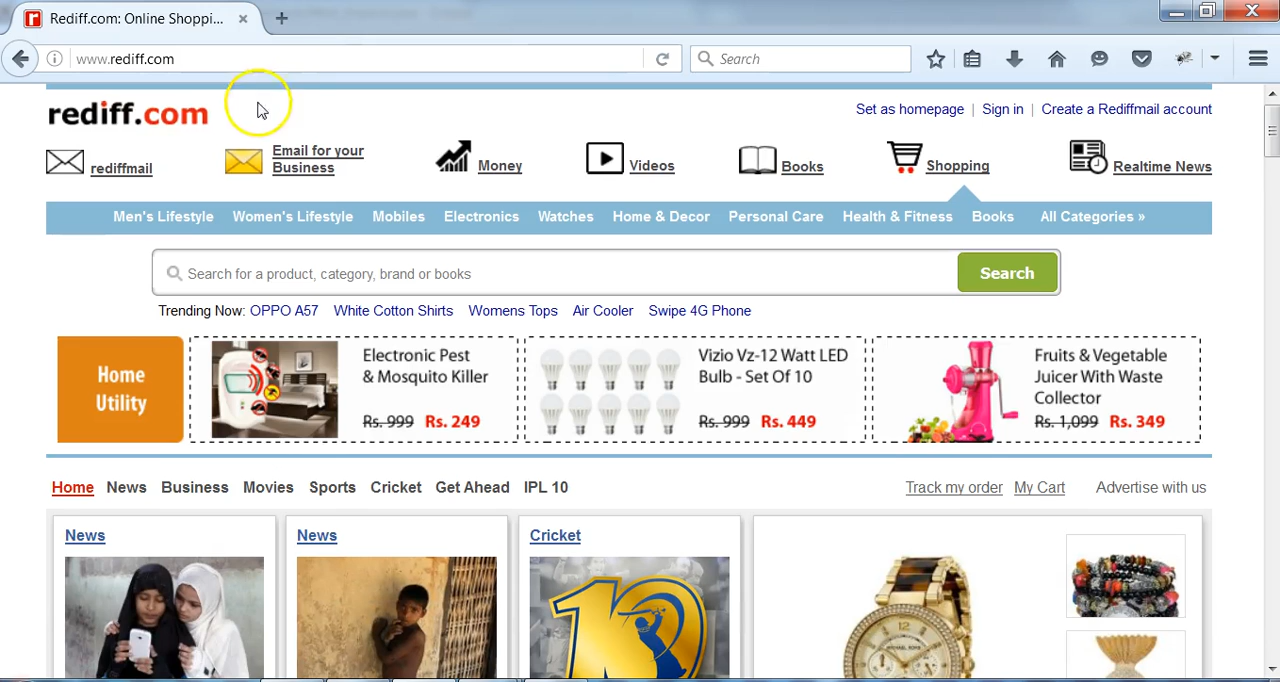 Rediff.com: Online Shoppi...
www.rediff.com
Search
rediff.com
Set as homepage | Sign in | Create a Rediffmail account
rediffmail
Email for your
Business
Money
Videos
Books
Shopping
Realtime News
Men's Lifestyle Women's Lifestyle Mobiles Electronics Watches Home & Decor Personal Care Health & Fitness Books All Categories »
Search for a product, category, brand or books
Search
Trending Now: OPPO A57 White Cotton Shirts Womens Tops Air Cooler Swipe 4G Phone
Home
Utility
Electronic Pest
& Mosquito Killer
Rs. 999 Rs. 249
Vizio Vz-12 Watt LED
Bulb - Set Of 10
Rs. 999 Rs. 449
Fruits & Vegetable
Juicer With Waste
Collector
Rs. 1,099 Rs. 349
Home News Business Movies Sports Cricket Get Ahead IPL 10
Track my order My Cart Advertise with us
News
News
Cricket
10